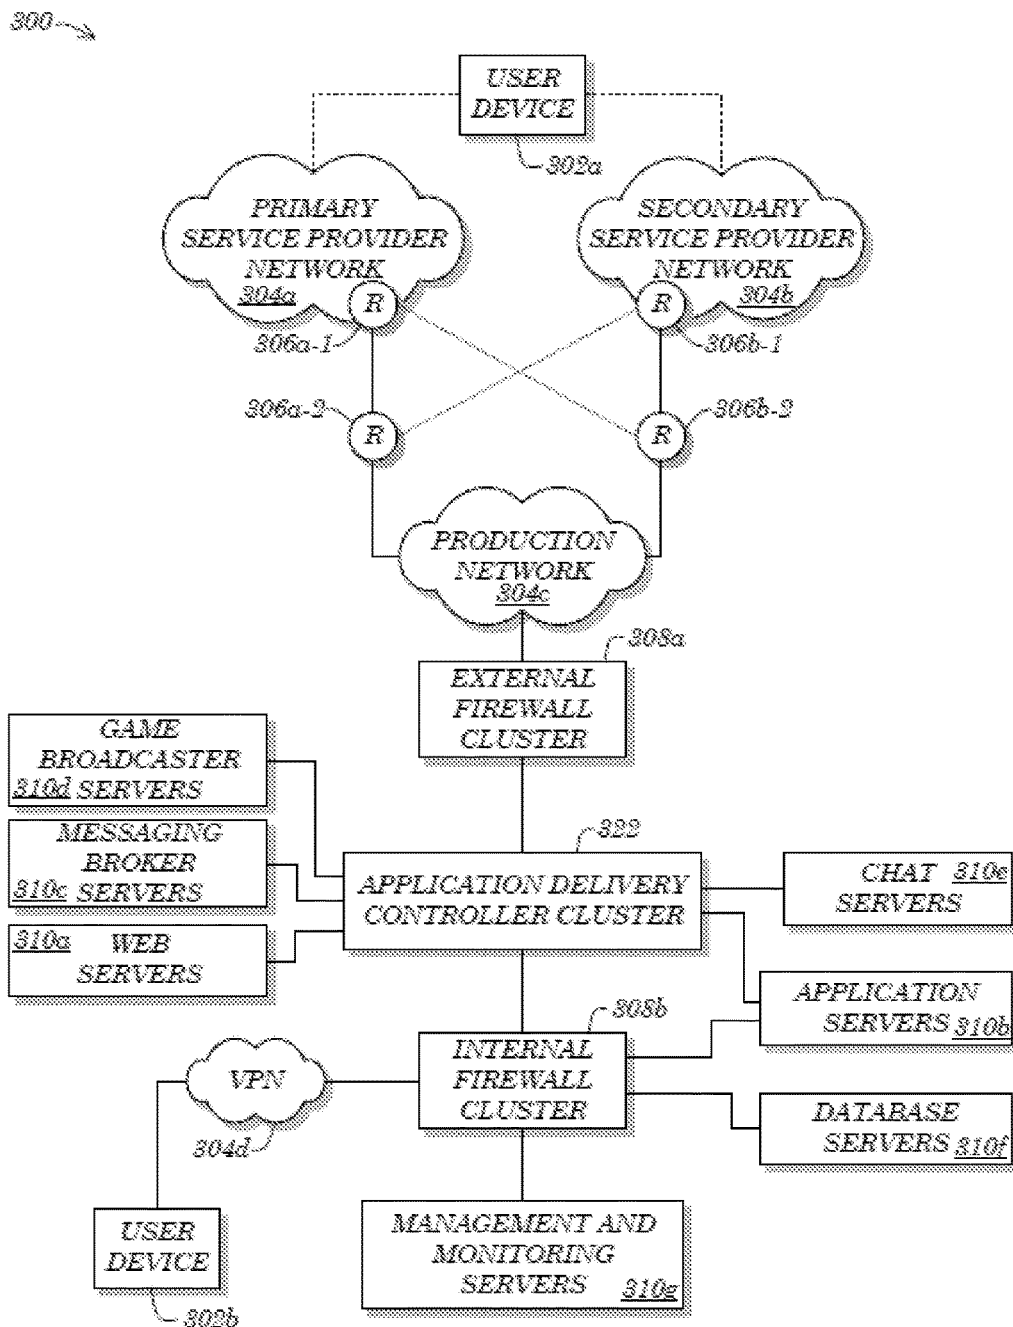 300
USER
DEVICE
302a
PRIMARY
SERVICE PROVIDER
NETWORK
304a
SECONDARY
SERVICE PROVIDER
NETWORK
304b
R
R
306a-1
306b-1
306a-2
306b-2
R
R
PRODUCTION
NETWORK
304c
308a
EXTERNAL
FIREWALL
CLUSTER
GAME
BROADCASTER
310d SERVERS
MESSAGING
BROKER
310c SERVERS
310a WEB
SERVERS
322
APPLICATION DELIVERY
CONTROLLER CLUSTER
CHAT 310e
SERVERS
APPLICATION
SERVERS 310b
308b
INTERNAL
FIREWALL
CLUSTER
VPN
304d
DATABASE
SERVERS 310f
USER
DEVICE
302b
MANAGEMENT AND
MONITORING
SERVERS 310g